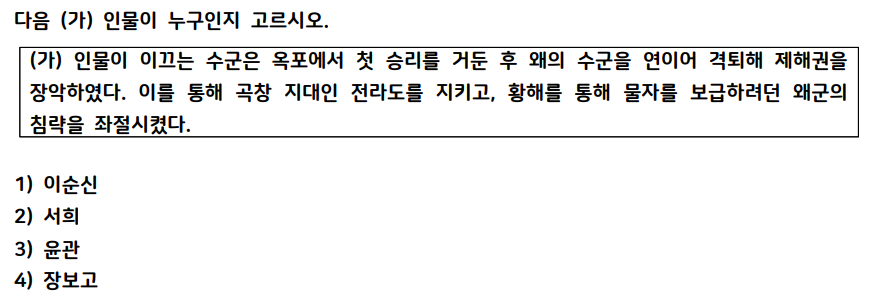 다음 (가) 인물이 누구인지 고르시오.
(가) 인물이 이끄는 수군은 옥포에서 첫 승리를 거둔 후 왜의 수군을 연이어 격퇴해 제해권을
장악하였다. 이를 통해 곡창 지대인 전라도를 지키고, 황해를 통해 물자를 보급하려던 왜군의
침략을 좌절시켰다.
1) 이순신
2) 서희
3) 윤관
4) 장보고